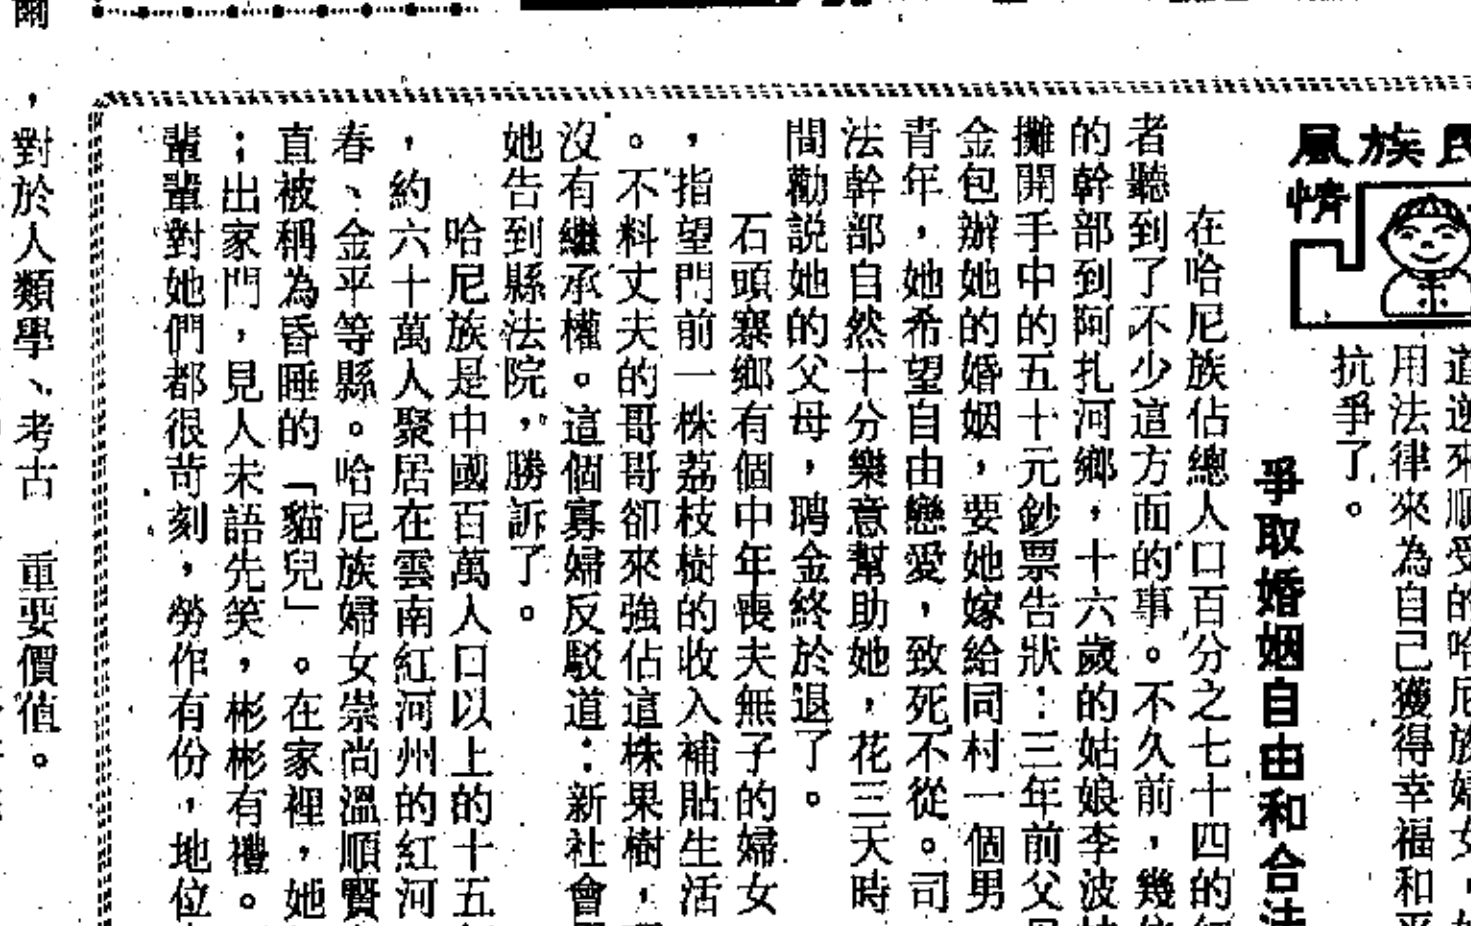 民族風情
道逆來順受的哈尼族婦女，
用法律來為自己獲得幸福和平
抗爭了。
爭取婚姻自由和合法
在哈尼族佔總人口百分之七十四的紅
者聽到了不少這方面的事。不久前，幾位
的幹部到阿扎河鄉，十六歲的姑娘李波
攤開手中的五十元鈔票告狀：三年前父母
金包辦她的婚姻，要她嫁給同村一個男
青年，她希望自由戀愛，致死不從。司
法幹部自然十分樂意幫助她，花三天時
間勸説她的父母，聘金終於退了。
石頭寨鄉有個中年喪夫無子的婦女
，指望門前一株荔枝樹的收入補貼生活
。不料丈夫的哥哥卻來強佔這株果樹，
沒有繼承權。這個寡婦反駁道：新社會
她告到縣法院，勝訴了。
哈尼族是中國百萬人口以上的十五
，約六十萬人聚居在雲南紅河州的紅河
春、金平等縣。哈尼族婦女崇尚溫順賢
直被稱為昏睡的「貓兒」。在家裡，她
；出家門，見人未語先笑，彬彬有禮。
輩輩對她們都很苛刻，勞作有份，地位
，對於人類學、考古 重要價值。